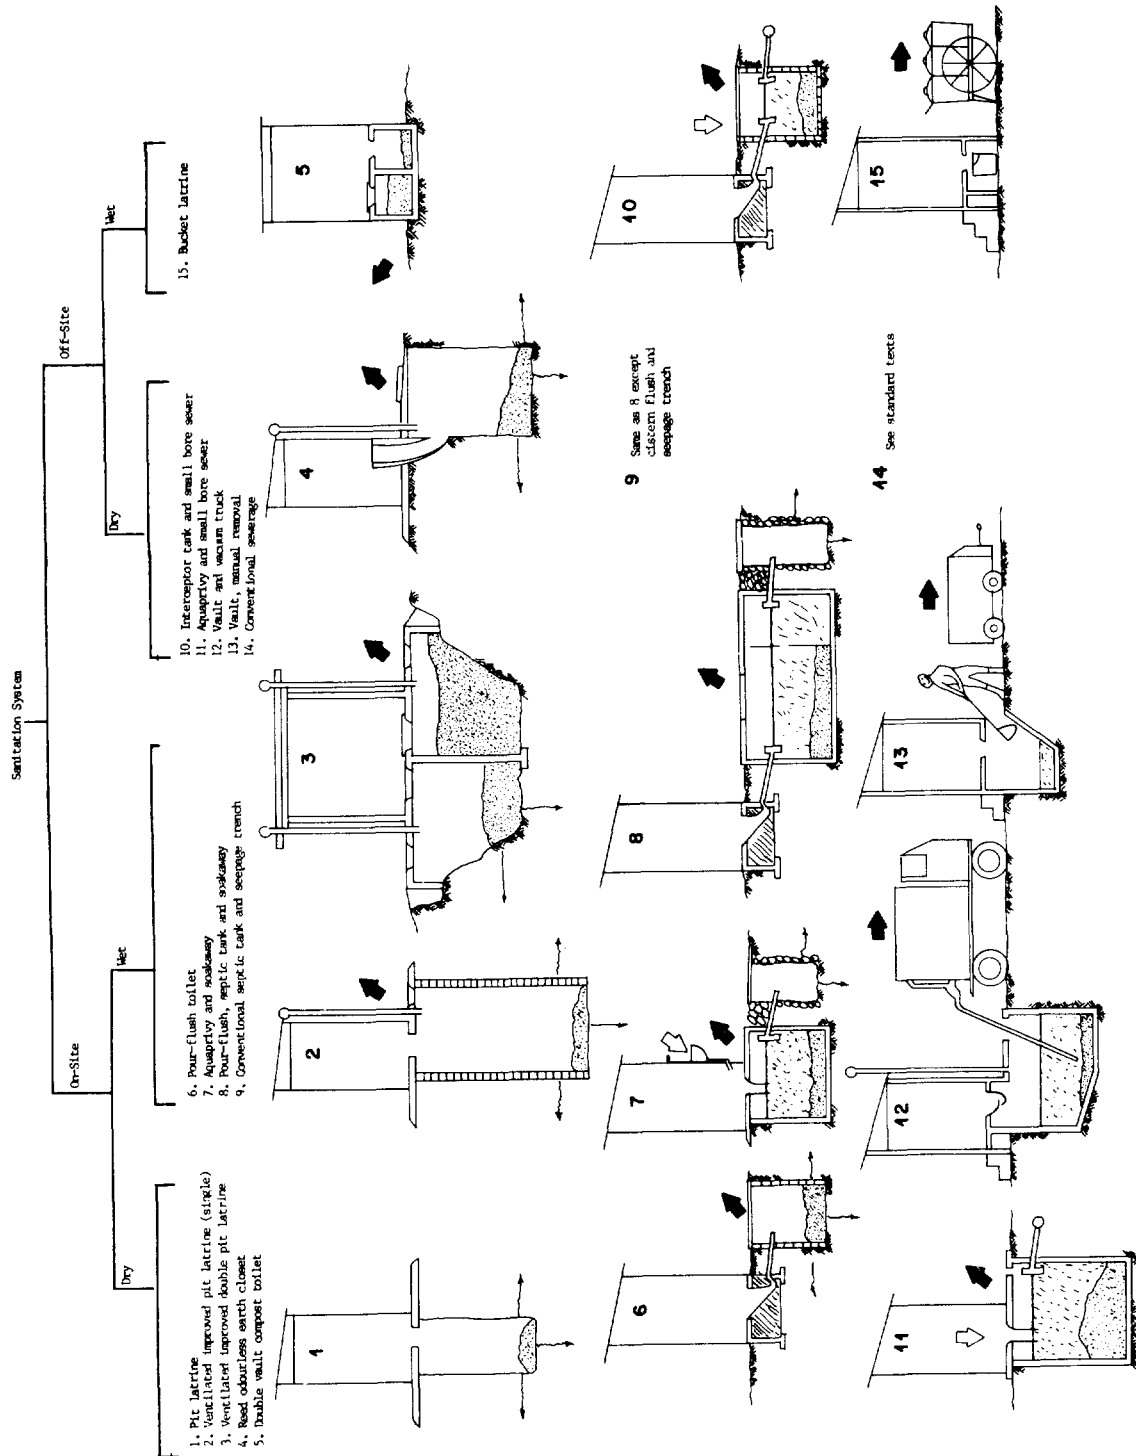 Sanitation System
On-Site
Off-Site
Dry
Wet
Dry
Wet
1. Pit latrine
2. Ventilated improved pit latrine (single)
3. Ventilated improved double pit latrine
4. Reed odourless earth closet
5. Double vault compost toilet
6. Pour-flush toilet
7. Aquaprivy and soakaway
8. Pour-flush, septic tank and soakaway
9. Conventional septic tank and seepage trench
10. Interceptor tank and small bore sewer
11. Aquaprivy and small bore sewer
12. Vault and vacuum truck
13. Vault, manual removal
14. Conventional sewerage
15. Bucket latrine
1
2
3
4
5
6
7
8
9 Same as 8 except
cistern flush and
seepage trench
10
11
12
13
14 See standard texts
15